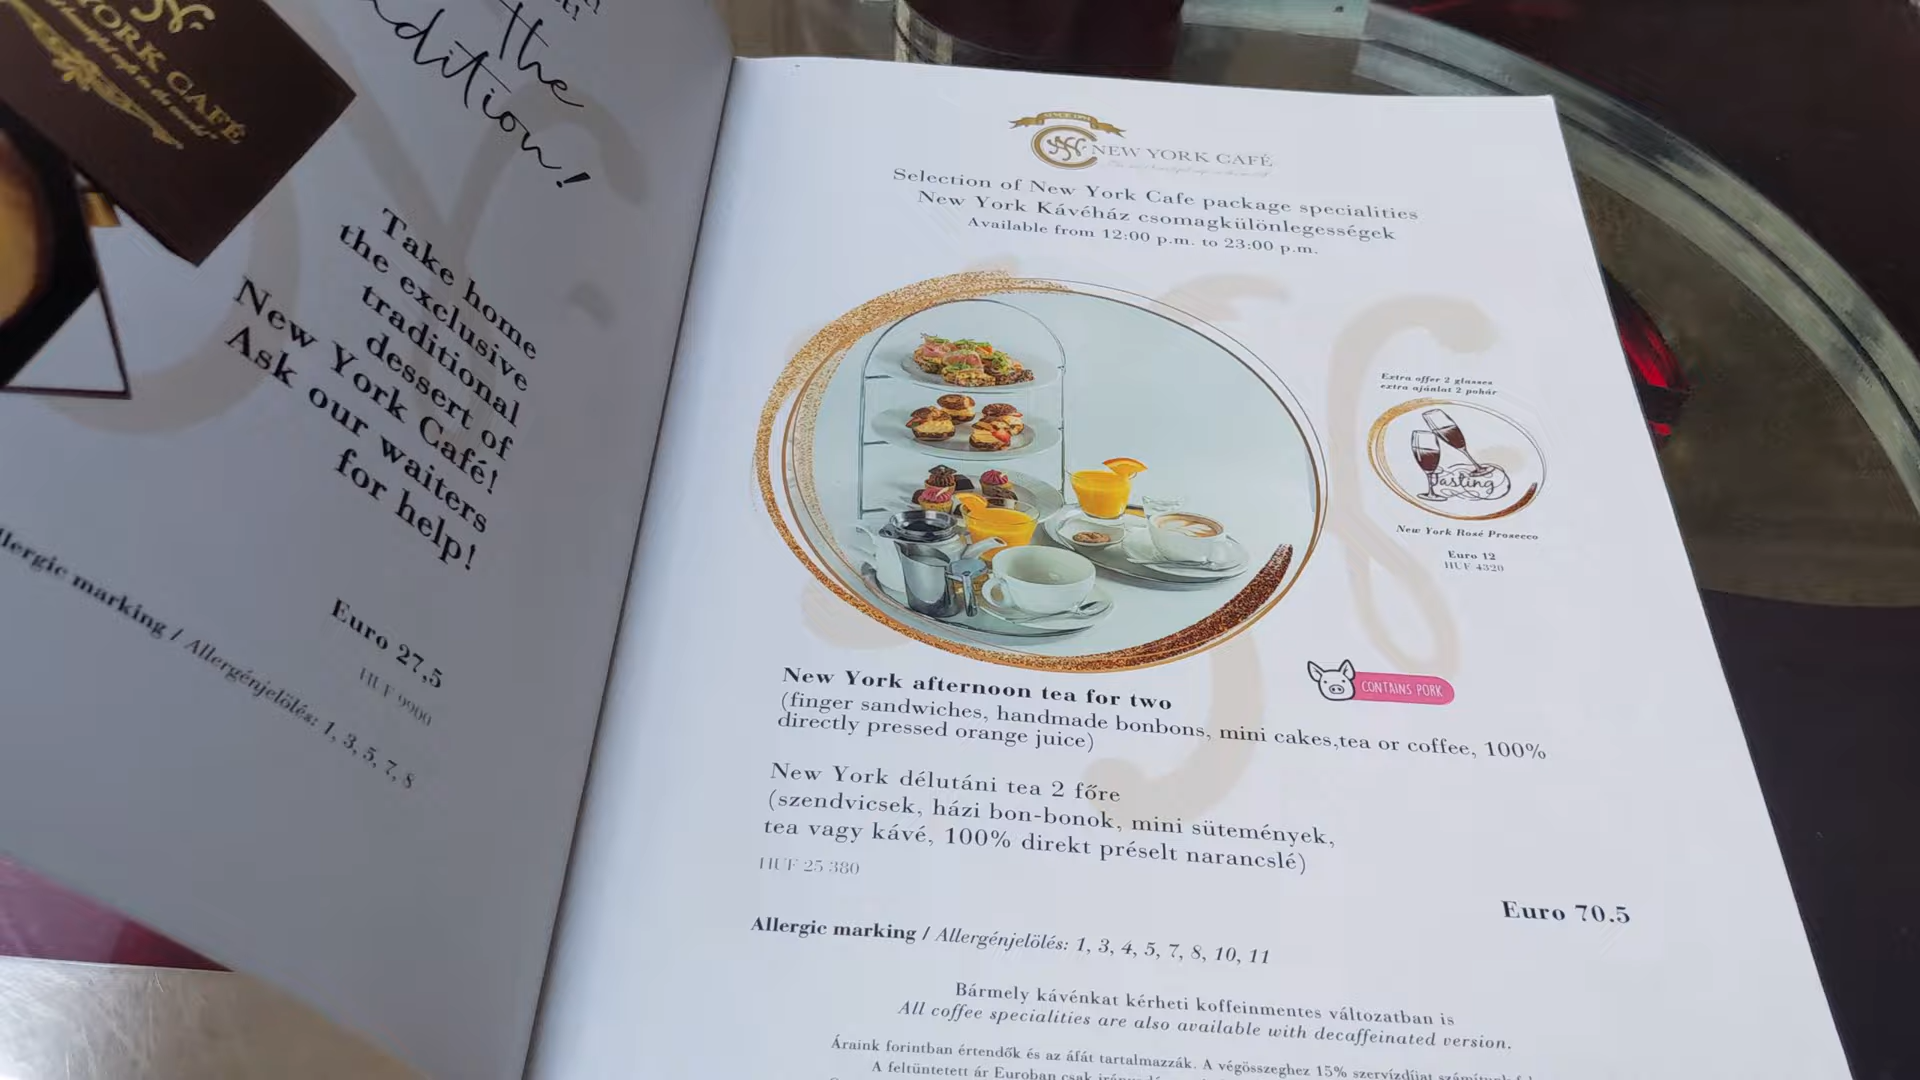 YORK CAFÉ
the
Take home
the exclusive
traditional
dessert of
New York Café!
Ask our waiters
for help!
Euro 27,5
HUF 9900
llergic marking / Allergénjelölés: 1, 3, 5, 7, 8
SINCE 1894
NEW YORK CAFÉ
Selection of New York Cafe package specialities
New York Kávéház csomagkülönlegességek
Available from 12:00 p.m. to 23:00 p.m.
Extra offer 2 glasses
extra ajánlat 2 pohár
Tasting
New York Rosé Prosecco
Euro 12
HUF 4320
CONTAINS PORK
New York afternoon tea for two
(finger sandwiches, handmade bonbons, mini cakes,tea or coffee, 100%
directly pressed orange juice)
New York délutáni tea 2 főre
(szendvicsek, házi bon-bonok, mini sütemények,
tea vagy kávé, 100% direkt préselt narancslé)
HUF 25 380
Euro 70.5
Allergic marking / Allergénjelölés: 1, 3, 4, 5, 7, 8, 10, 11
Bármely kávénkat kérheti koffeinmentes változatban is
All coffee specialities are also available with decaffeinated version.
Áraink forintban értendők és az áfát tartalmazzák. A végösszeghez 15% szervízdíjat
A feltüntetett ár Euroban csak